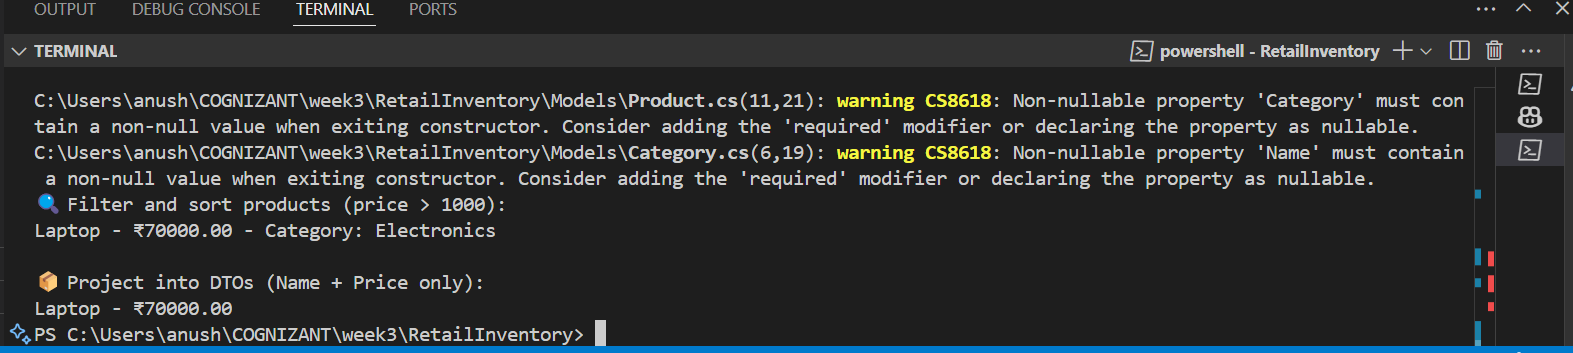 OUTPUT DEBUG CONSOLE TERMINAL PORTS
TERMINAL
powershell - RetailInventory
C:\Users\anush\COGNIZANT\week3\RetailInventory\Models\Product.cs(11,21): warning CS8618: Non-nullable property 'Category' must con
tain a non-null value when exiting constructor. Consider adding the 'required' modifier or declaring the property as nullable.
C:\Users\anush\COGNIZANT\week3\RetailInventory\Models\Category.cs(6,19): warning CS8618: Non-nullable property 'Name' must contain
 a non-null value when exiting constructor. Consider adding the 'required' modifier or declaring the property as nullable.
🔍 Filter and sort products (price > 1000):
Laptop - ₹70000.00 - Category: Electronics
📦 Project into DTOs (Name + Price only):
Laptop - ₹70000.00
PS C:\Users\anush\COGNIZANT\week3\RetailInventory>